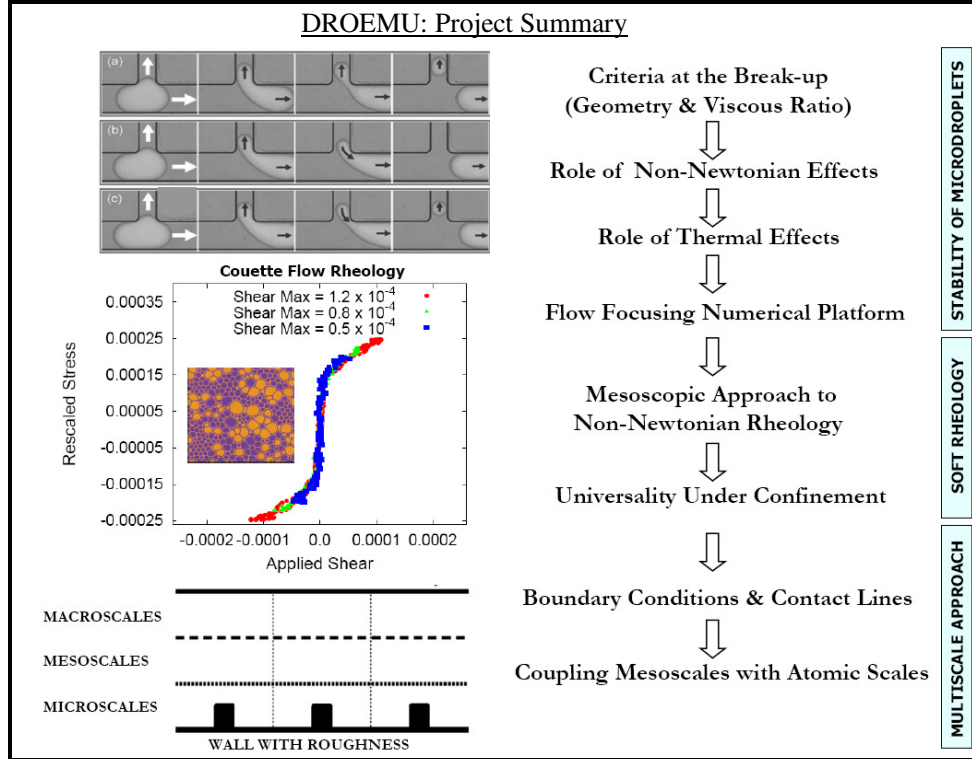 DROEMU: Project Summary
(a)
(b)
(c)
Couette Flow Rheology
Shear Max = 1.2 x 10⁻⁴
Shear Max = 0.8 x 10⁻⁴
Shear Max = 0.5 x 10⁻⁴
0.00035
0.00025
0.00015
0.00005
-0.00005
-0.00015
-0.00025
Rescaled Stress
-0.0002 -0.0001 0.0 0.0001 0.0002
Applied Shear
MACROSCALES
MESOSCALES
MICROSCALES
WALL WITH ROUGHNESS
Criteria at the Break-up
(Geometry & Viscous Ratio)
Role of Non-Newtonian Effects
Role of Thermal Effects
Flow Focusing Numerical Platform
Mesoscopic Approach to
Non-Newtonian Rheology
Universality Under Confinement
Boundary Conditions & Contact Lines
Coupling Mesoscales with Atomic Scales
STABILITY OF MICRODROPLETS
SOFT RHEOLOGY
MULTISCALE APPROACH